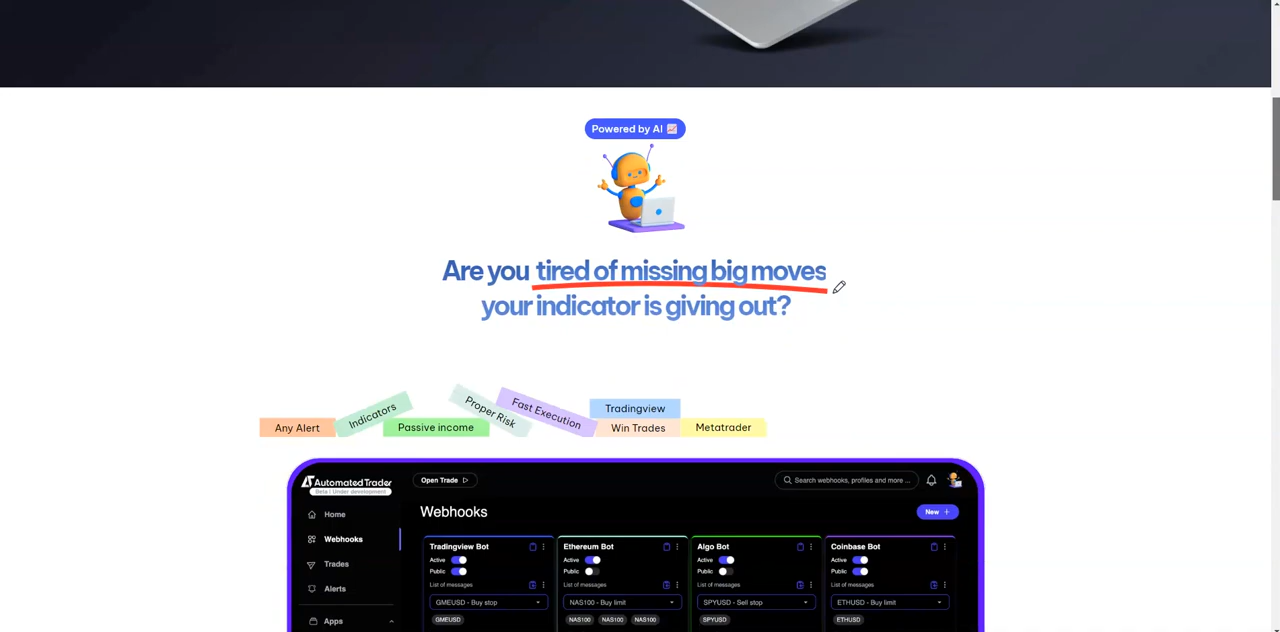 Powered by AI
Are you tired of missing big moves
your indicator is giving out?
Any Alert
Indicators
Passive income
Proper Risk
Fast Execution
Tradingview
Win Trades
Metatrader
Automated Trader
Beta | Under development
Open Trade
Search webhooks, profiles and more ...
Home
Webhooks
Trades
Alerts
Apps
Webhooks
New +
Tradingview Bot
Active
Public
List of messages
GMEUSD - Buy stop
GMEUSD
Ethereum Bot
Active
Public
List of messages
NAS100 - Buy limit
NAS100 NAS100 NAS100
Algo Bot
Active
Public
List of messages
SPYUSD - Sell stop
SPYUSD
Coinbase Bot
Active
Public
List of messages
ETHUSD - Buy limit
ETHUSD